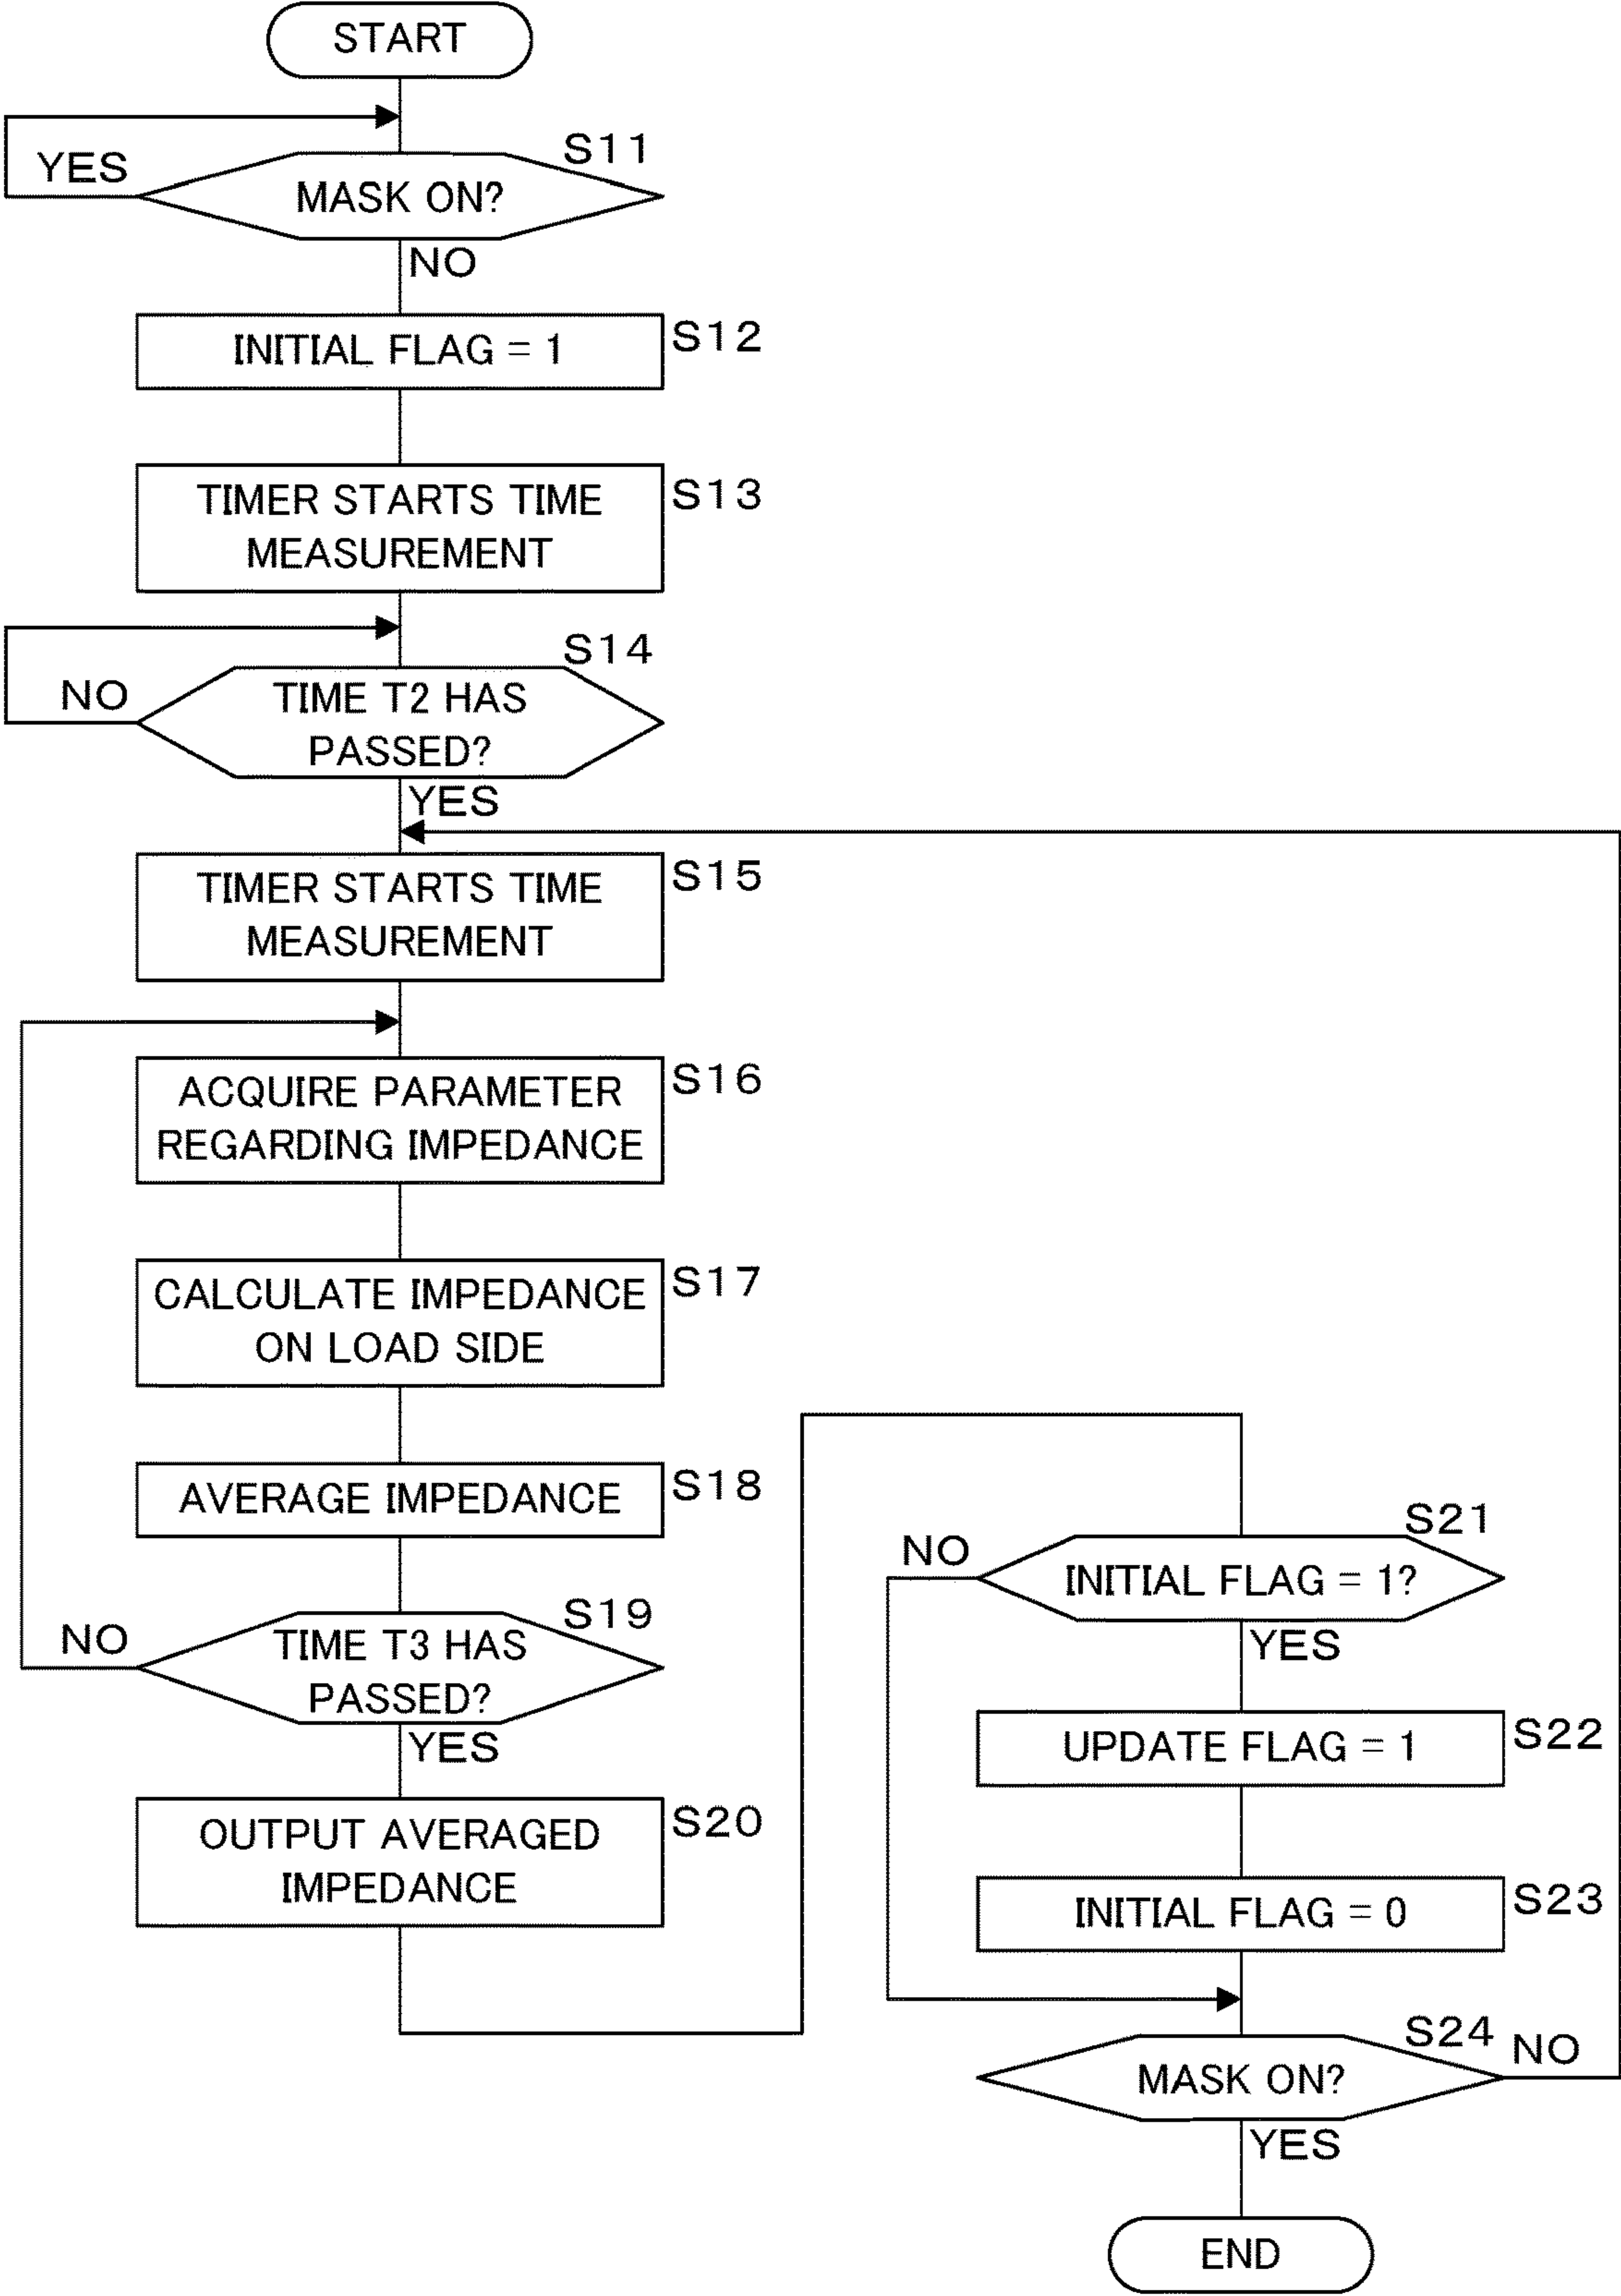 START
S11
YES
MASK ON?
NO
INITIAL FLAG = 1
S12
TIMER STARTS TIME
MEASUREMENT
S13
S14
NO
TIME T2 HAS
PASSED?
YES
TIMER STARTS TIME
MEASUREMENT
S15
ACQUIRE PARAMETER
REGARDING IMPEDANCE
S16
CALCULATE IMPEDANCE
ON LOAD SIDE
S17
AVERAGE IMPEDANCE
S18
S19
NO
TIME T3 HAS
PASSED?
YES
OUTPUT AVERAGED
IMPEDANCE
S20
S21
NO
INITIAL FLAG = 1?
YES
UPDATE FLAG = 1
S22
INITIAL FLAG = 0
S23
S24
NO
MASK ON?
YES
END